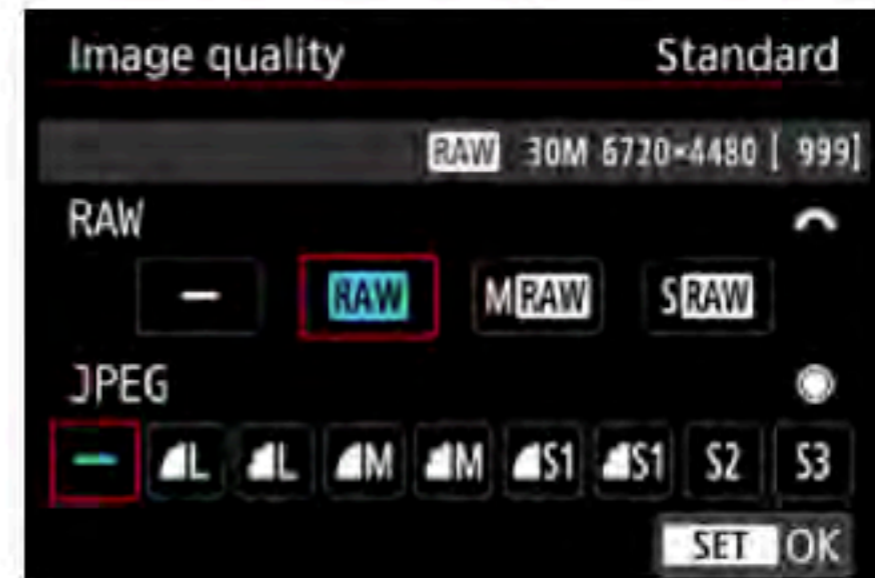 Image quality Standard
RAW 30M 6720×4480 [ 999]
RAW
– RAW MRAW SRAW
JPEG
– L L M M S1 S1 S2 S3
SET OK